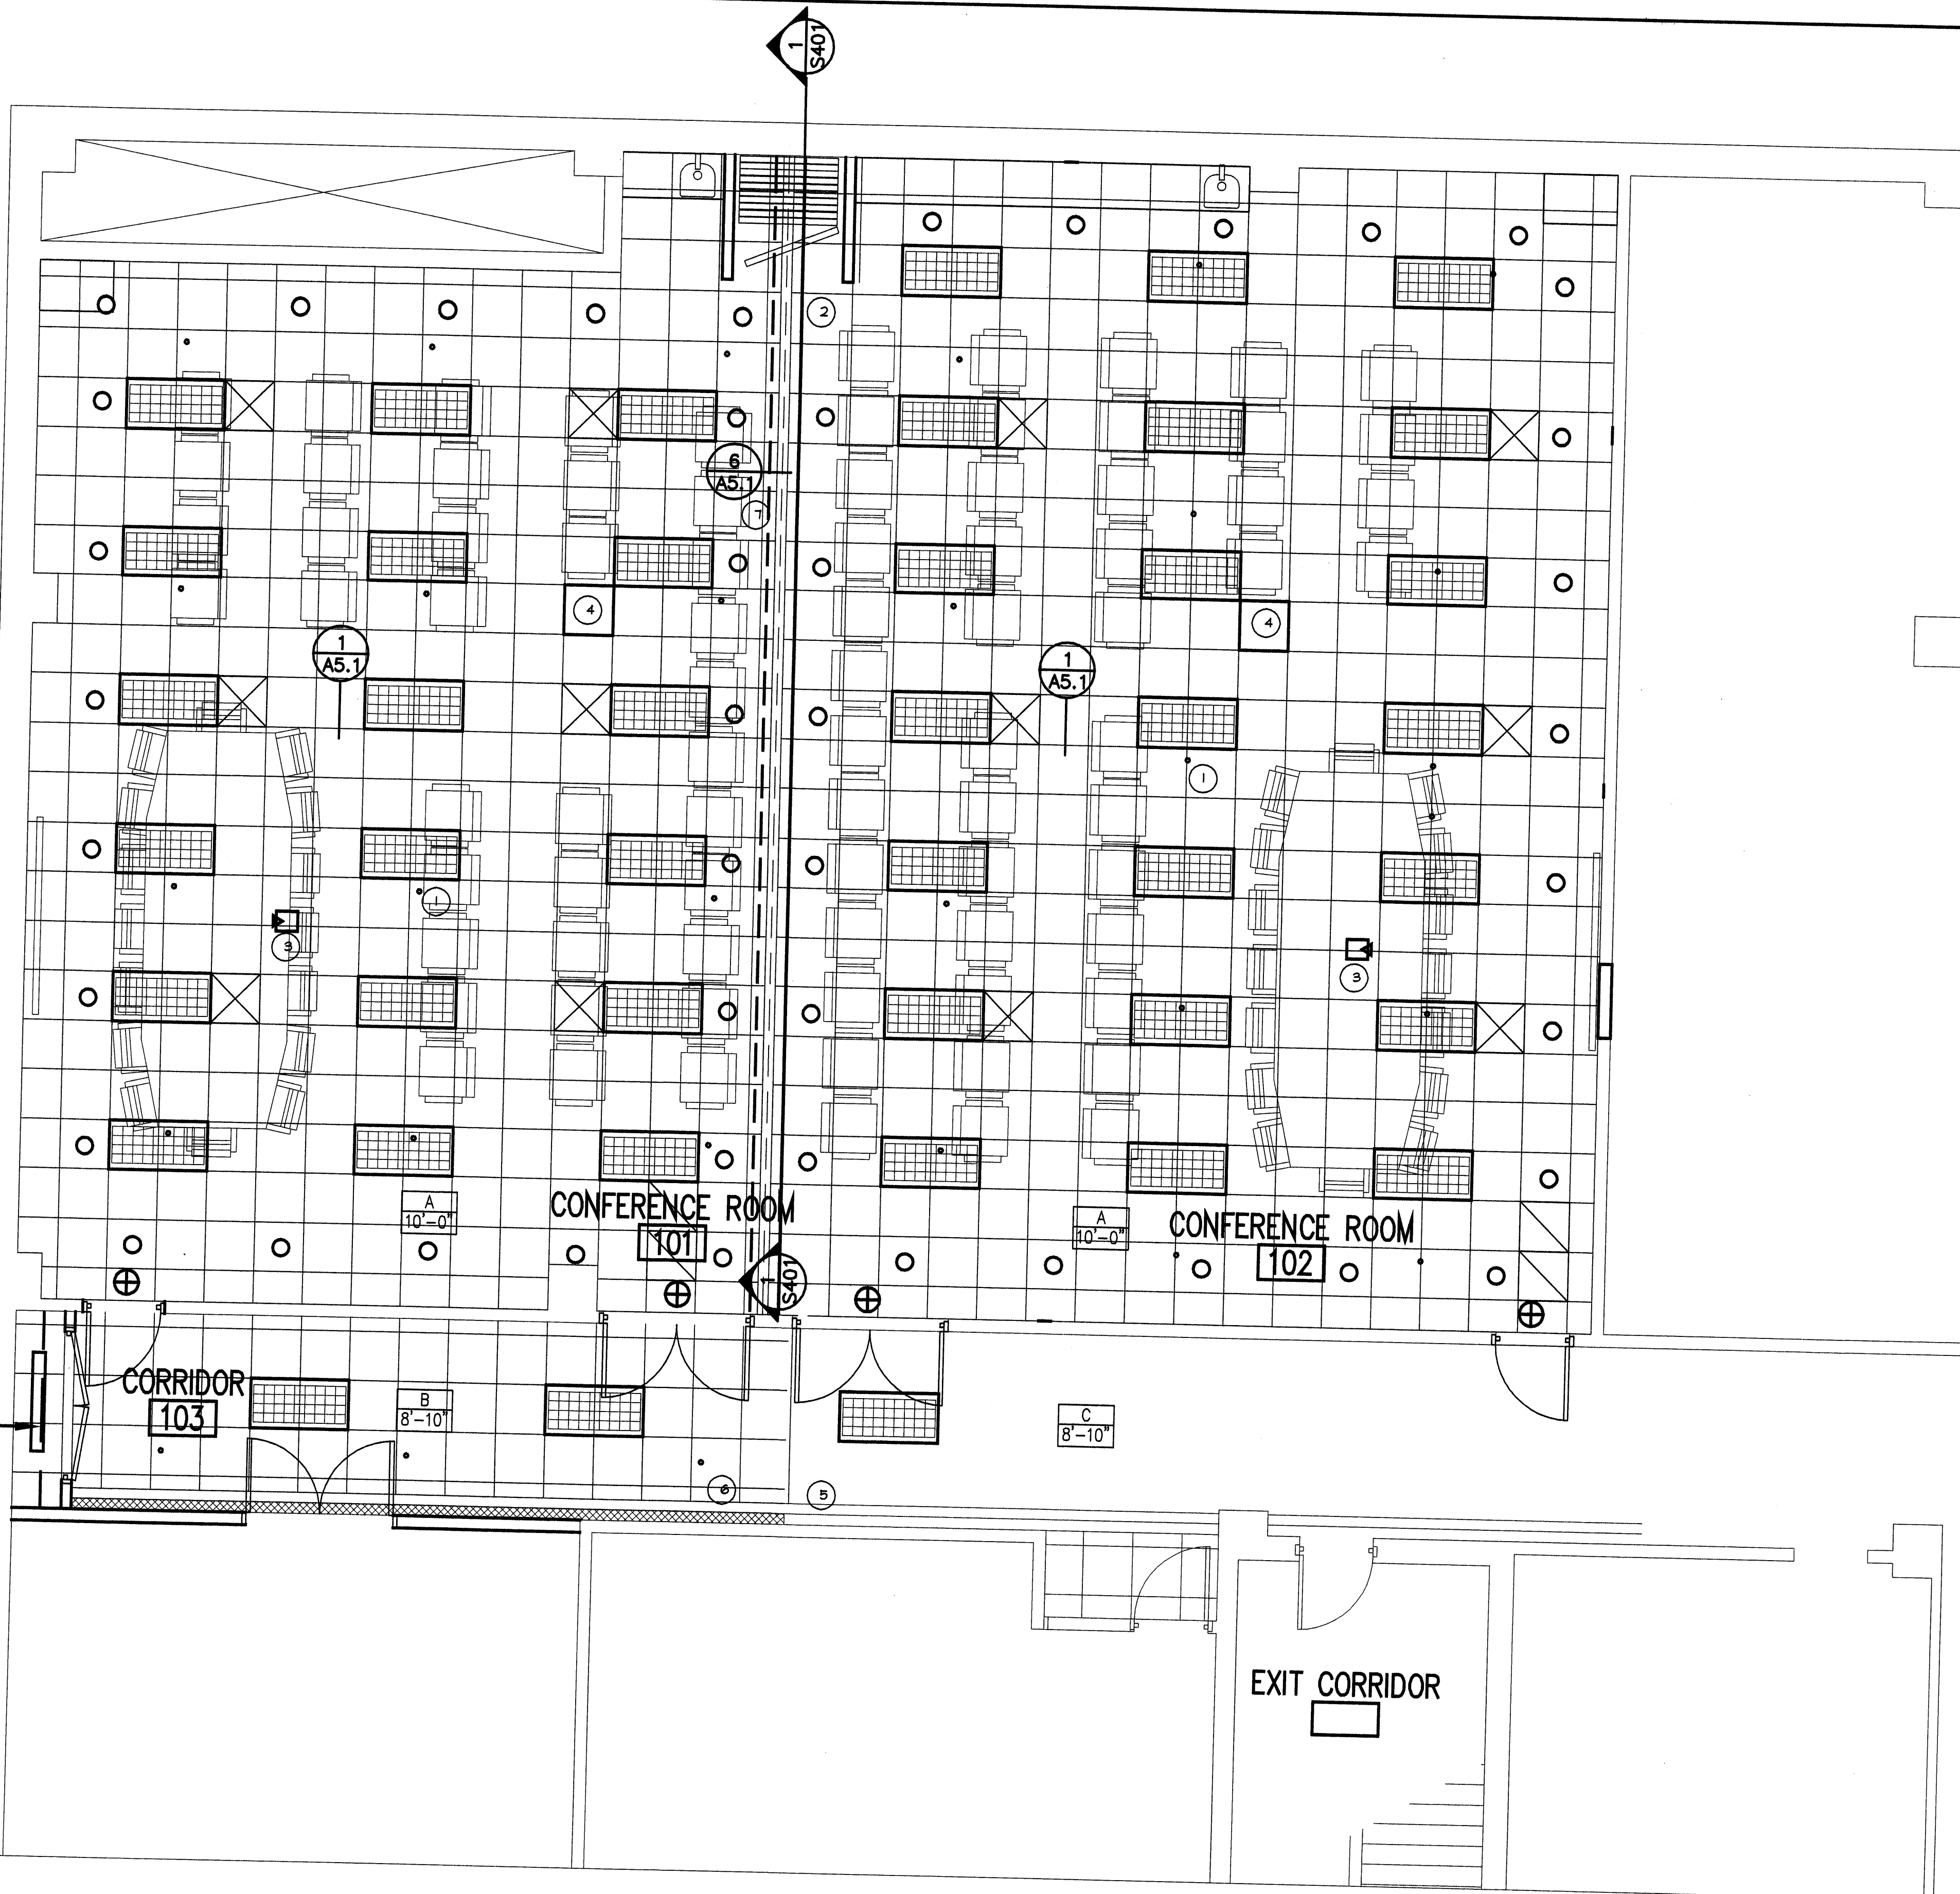 1
S401
2
6
A5.1
7
4
4
1
A5.1
1
A5.1
1
1
3
3
A
10'-0"
CONFERENCE ROOM
101
A
10'-0"
CONFERENCE ROOM
102
1
S401
CORRIDOR
103
B
8'-10"
C
8'-10"
6
5
EXIT CORRIDOR